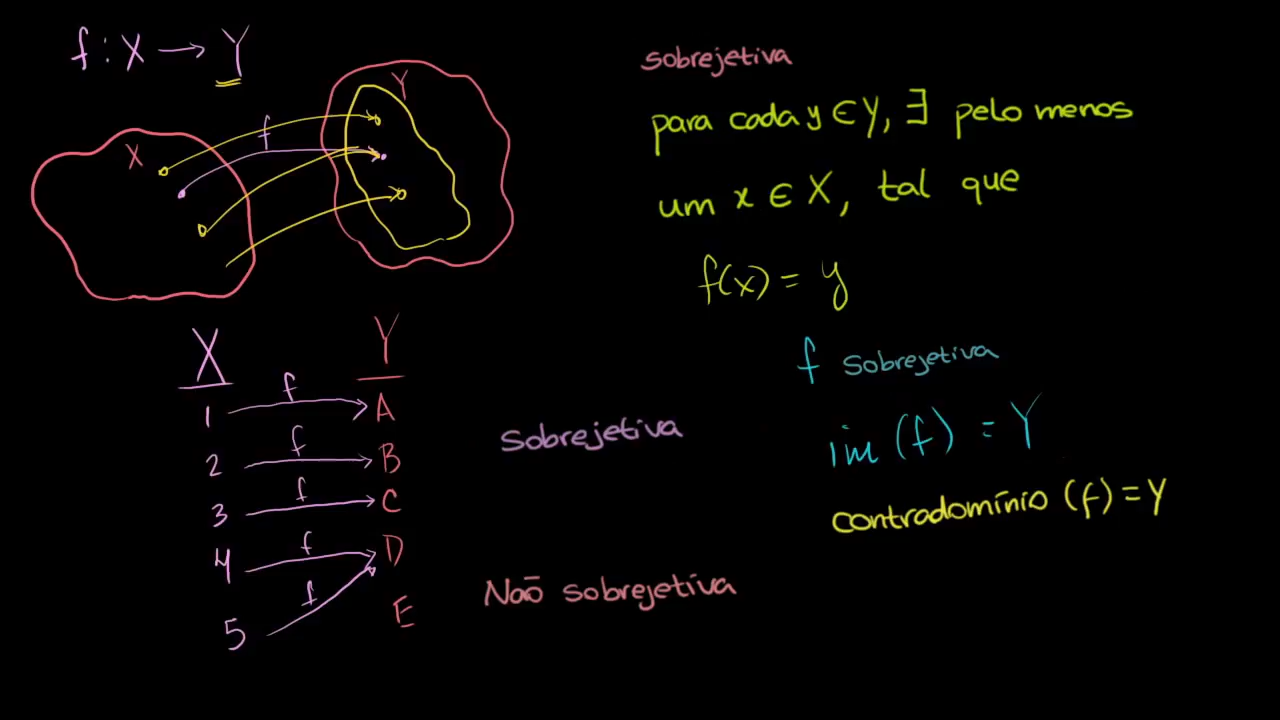 f : X → Y
X
f
Y
sobrejetiva
para cada y ∈ Y, ∃ pelo menos
um x ∈ X, tal que
f(x) = y
f sobrejetiva
im (f) = Y
contradomínio (f) = Y
X Y
1 f A
2 f B
3 f C
4 f D
5 f E
Sobrejetiva
Não sobrejetiva